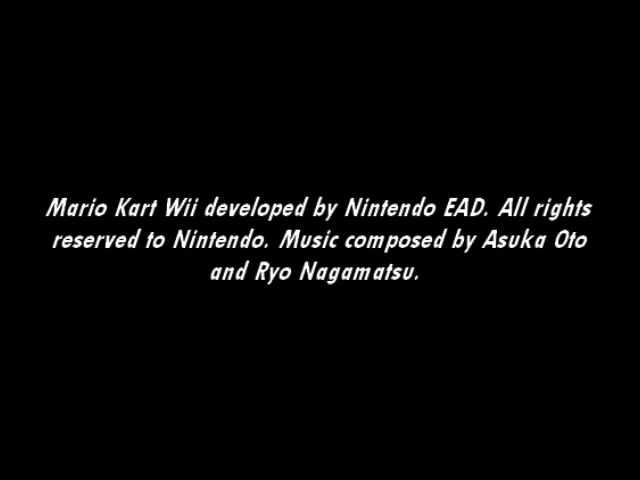 Mario Kart Wii developed by Nintendo EAD. All rights
reserved to Nintendo. Music composed by Asuka Oto
and Ryo Nagamatsu.